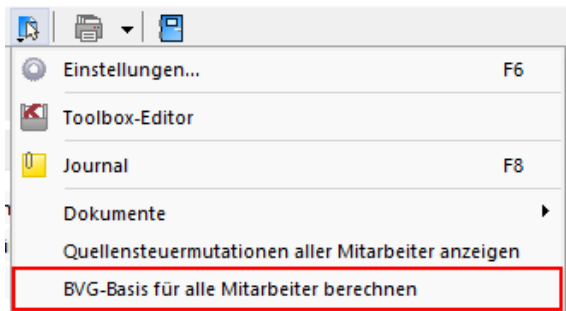 Einstellungen... F6
Toolbox-Editor
Journal F8
Dokumente
Quellensteuermutationen aller Mitarbeiter anzeigen
BVG-Basis für alle Mitarbeiter berechnen